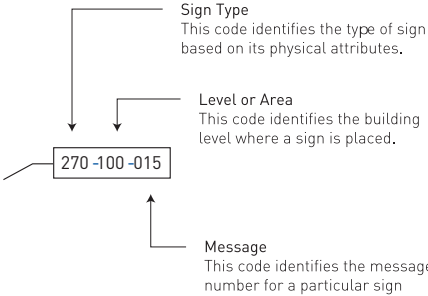 Sign Type
This code identifies the type of sign
based on its physical attributes.
Level or Area
This code identifies the building
level where a sign is placed.
270 -100 -015
Message
This code identifies the message
number for a particular sign